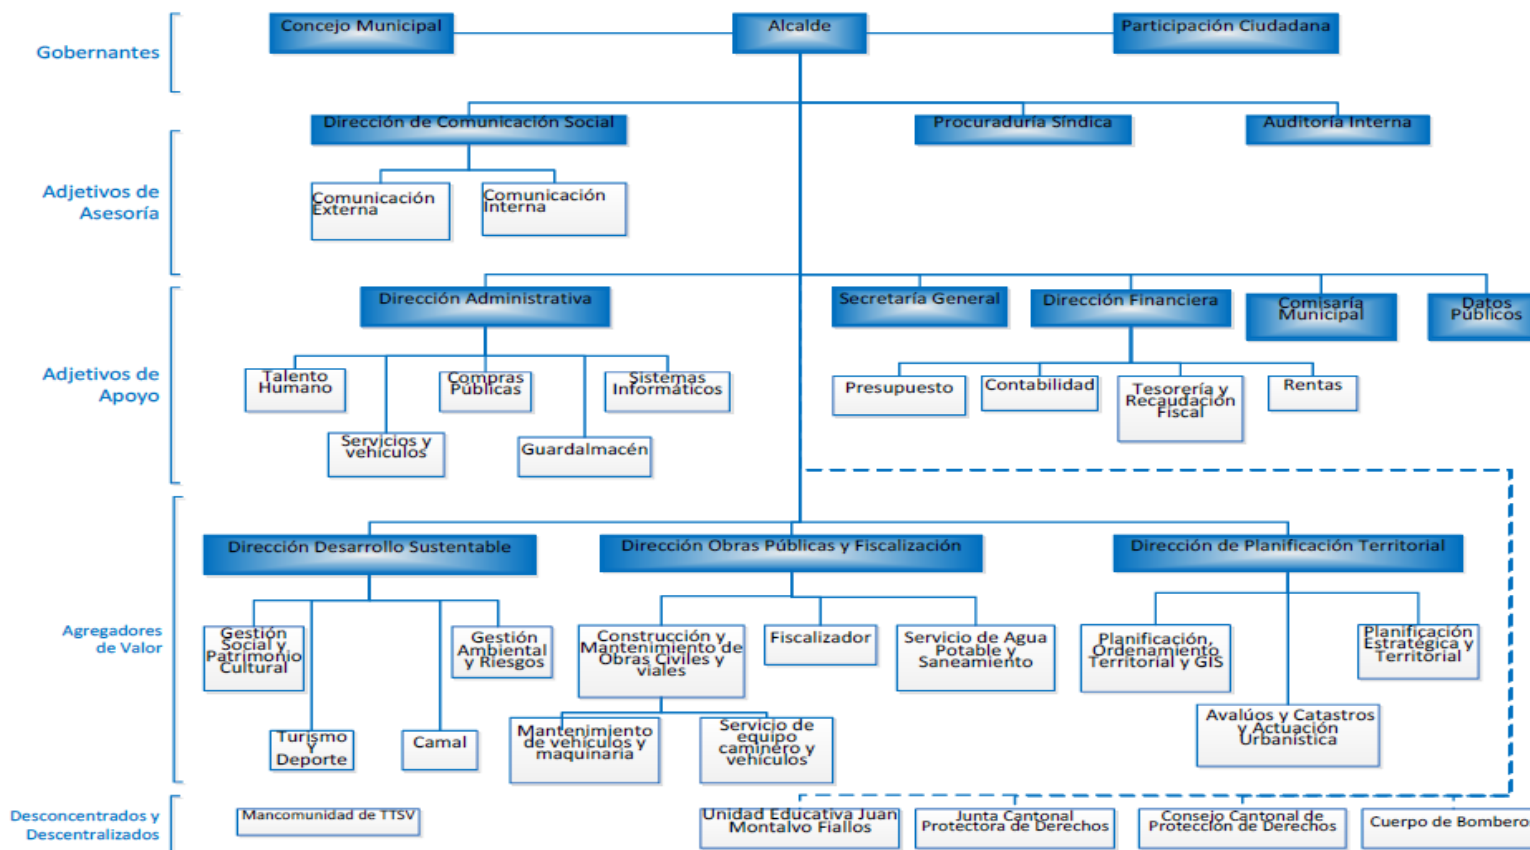 Gobernantes
Concejo Municipal
Alcalde
Participación Ciudadana
Adjetivos de
Asesoría
Dirección de Comunicación Social
Procuraduría Síndica
Auditoría Interna
Comunicación
Externa
Comunicación
Interna
Adjetivos de
Apoyo
Dirección Administrativa
Secretaría General
Dirección Financiera
Comisaría
Municipal
Datos
Públicos
Talento
Humano
Compras
Públicas
Sistemas
Informáticos
Servicios y
vehículos
Guardalmacén
Presupuesto
Contabilidad
Tesorería y
Recaudación
Fiscal
Rentas
Agregadores
de Valor
Dirección Desarrollo Sustentable
Dirección Obras Públicas y Fiscalización
Dirección de Planificación Territorial
Gestión
Social y
Patrimonio
Cultural
Gestión
Ambiental
y Riesgos
Turismo
y
Deporte
Camal
Construcción y
Mantenimiento de
Obras Civiles y
viales
Fiscalizador
Servicio de Agua
Potable y
Saneamiento
Mantenimiento
de vehículos y
maquinaria
Servicio de
equipo
caminero y
vehículos
Planificación,
Ordenamiento
Territorial y GIS
Planificación
Estratégica y
Territorial
Avalúos y Catastros
y Actuación
Urbanística
Desconcentrados y
Descentralizados
Mancomunidad de TTSV
Unidad Educativa Juan
Montalvo Fiallos
Junta Cantonal
Protectora de Derechos
Consejo Cantonal de
Protección de Derechos
Cuerpo de Bombero